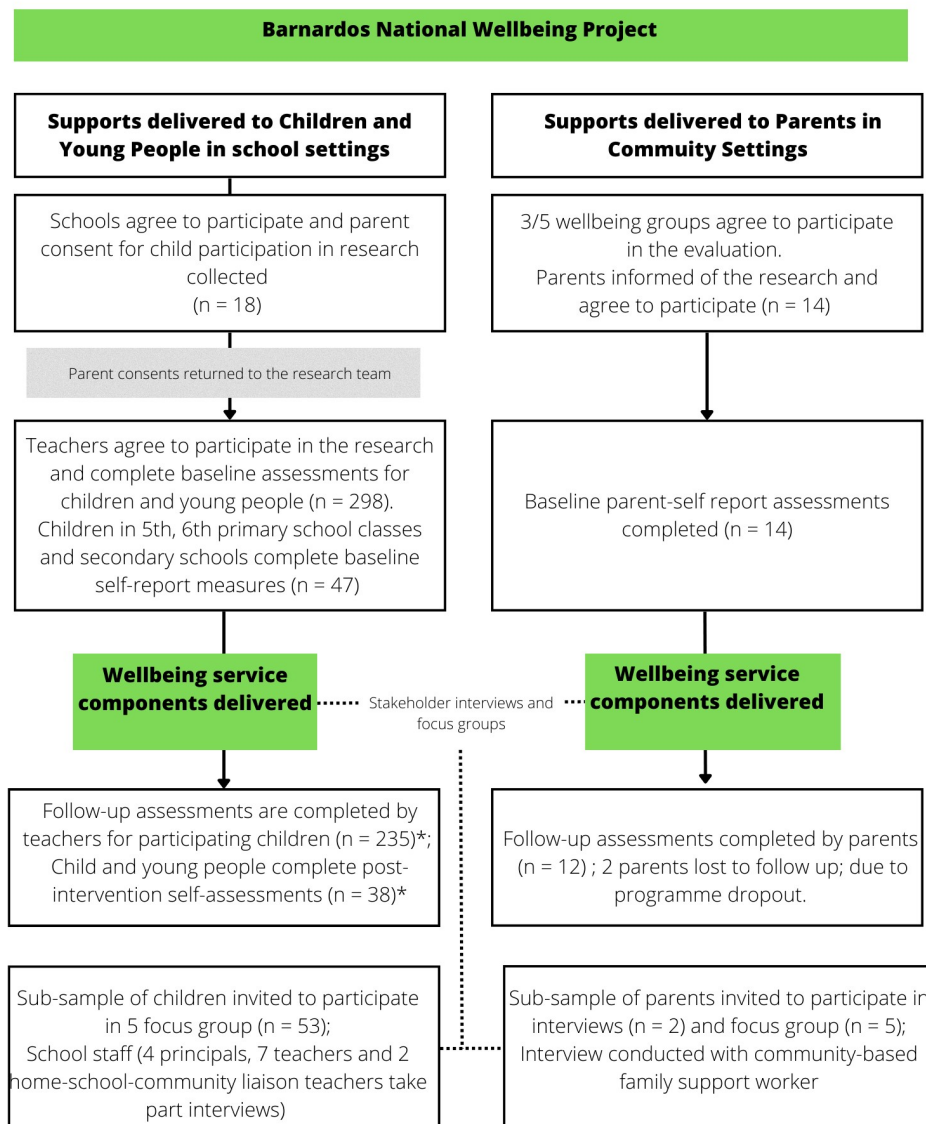 Barnardos National Wellbeing Project
Supports delivered to Children and
Young People in school settings
Supports delivered to Parents in
Commuity Settings
Schools agree to participate and parent
consent for child participation in research
collected
(n = 18)
3/5 wellbeing groups agree to participate
in the evaluation.
Parents informed of the research and
agree to participate (n = 14)
Parent consents returned to the research team
Teachers agree to participate in the research
and complete baseline assessments for
children and young people (n = 298).
Children in 5th, 6th primary school classes
and secondary schools complete baseline
self-report measures (n = 47)
Baseline parent-self report assessments
completed (n = 14)
Wellbeing service
components delivered
Stakeholder interviews and
focus groups
Wellbeing service
components delivered
Follow-up assessments are completed by
teachers for participating children (n = 235)*;
Child and young people complete post-
intervention self-assessments (n = 38)*
Follow-up assessments completed by parents
(n = 12) ; 2 parents lost to follow up; due to
programme dropout.
Sub-sample of children invited to participate
in 5 focus group (n = 53);
School staff (4 principals, 7 teachers and 2
home-school-community liaison teachers take
part interviews)
Sub-sample of parents invited to participate in
interviews (n = 2) and focus group (n = 5);
Interview conducted with community-based
family support worker